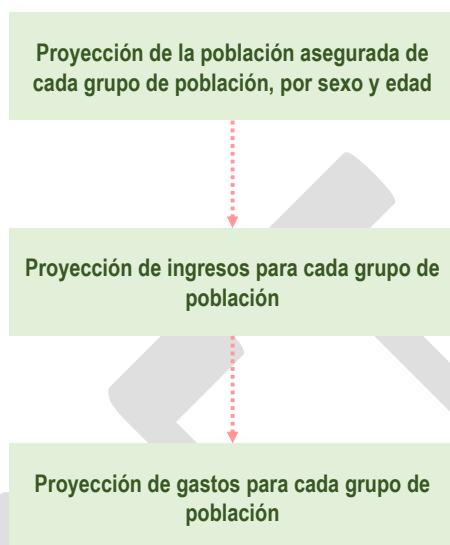 Proyección de la población asegurada de
cada grupo de población, por sexo y edad
Proyección de ingresos para cada grupo de
población
Proyección de gastos para cada grupo de
población